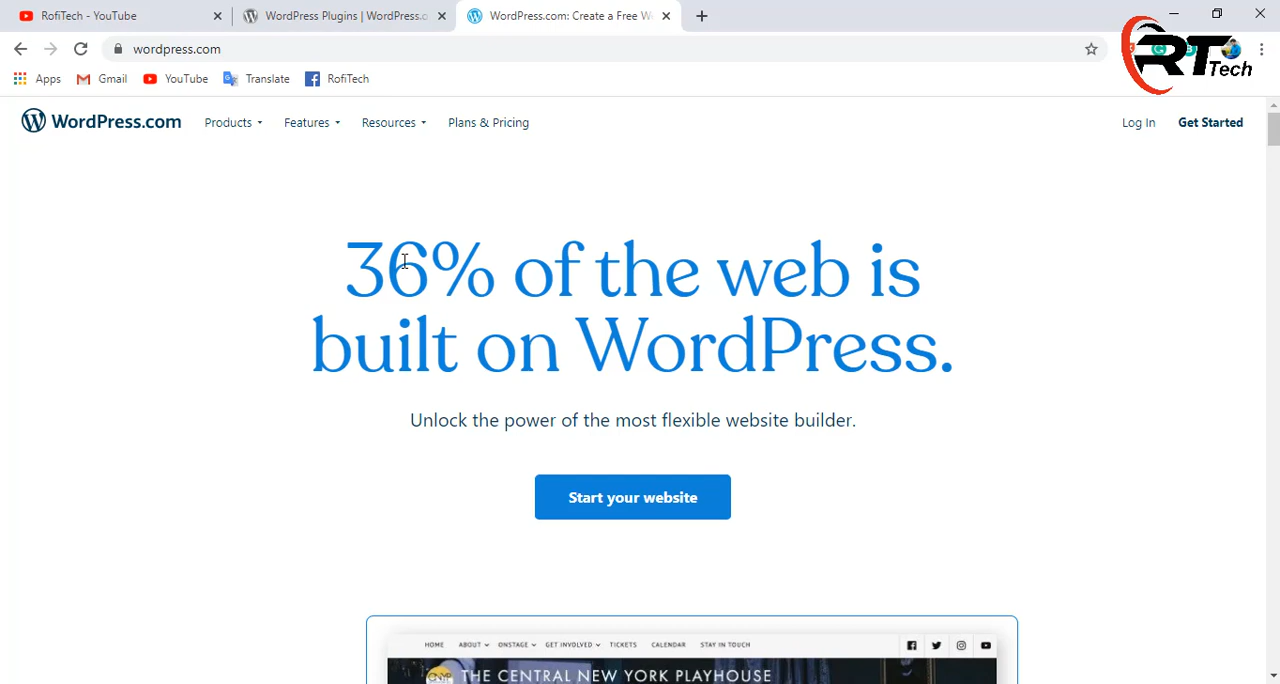 RofiTech - YouTube
WordPress Plugins | WordPress.c
WordPress.com: Create a Free W
wordpress.com
Apps
Gmail
YouTube
Translate
RofiTech
RT Tech
WordPress.com
Products
Features
Resources
Plans & Pricing
Log In
Get Started
36% of the web is
built on WordPress.
Unlock the power of the most flexible website builder.
Start your website
HOME
ABOUT
ONSTAGE
GET INVOLVED
TICKETS
CALENDAR
STAY IN TOUCH
THE CENTRAL NEW YORK PLAYHOUSE